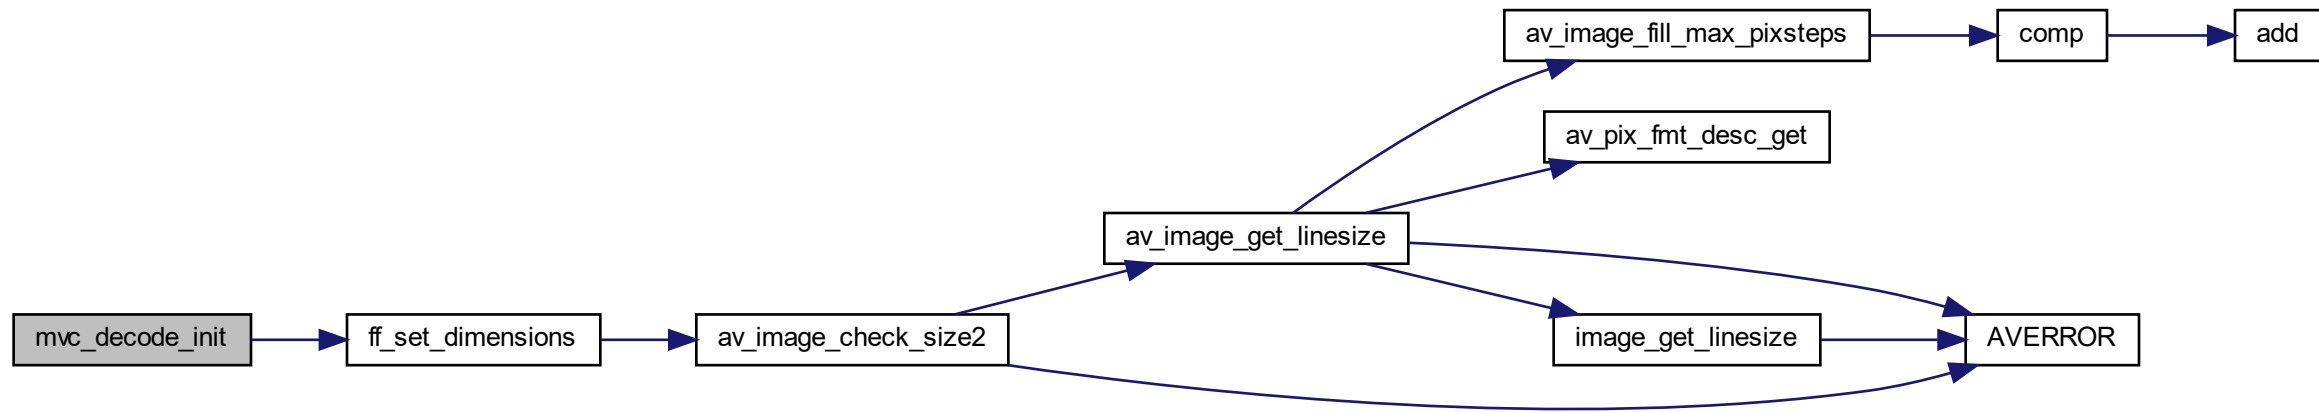 mvc_decode_init
ff_set_dimensions
av_image_check_size2
av_image_get_linesize
av_image_fill_max_pixsteps
comp
add
av_pix_fmt_desc_get
image_get_linesize
AVERROR